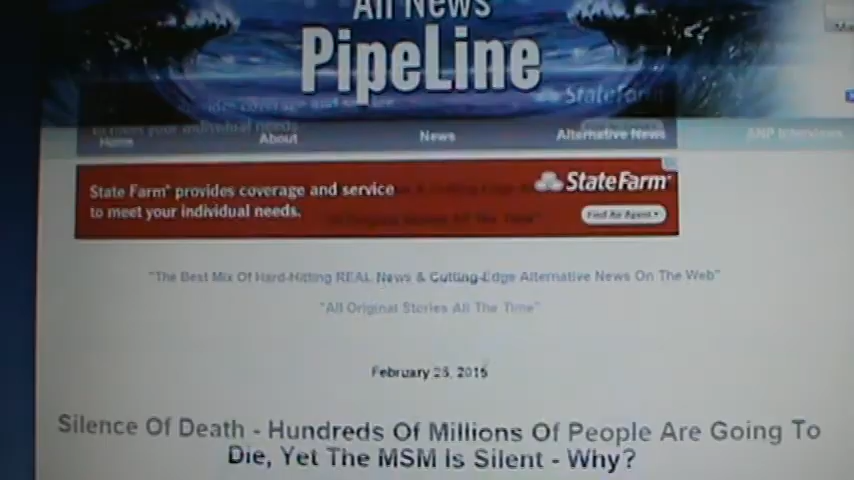 All News
PipeLine
Home About News Alternative News ANP Interviews
State Farm® provides coverage and service
to meet your individual needs.
StateFarm®
Find An Agent
"The Best Mix Of Hard-Hitting REAL News & Cutting-Edge Alternative News On The Web"
"All Original Stories All The Time"
February 25, 2015
Silence Of Death - Hundreds Of Millions Of People Are Going To
Die, Yet The MSM Is Silent - Why?